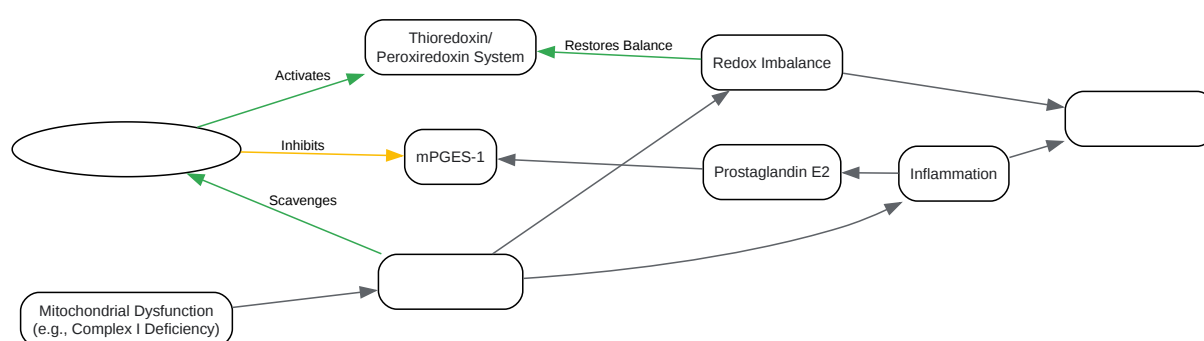 Thioredoxin/
Peroxiredoxin System
Restores Balance
Redox Imbalance
Activates
Inhibits
mPGES-1
Prostaglandin E2
Inflammation
Scavenges
Mitochondrial Dysfunction
(e.g., Complex I Deficiency)